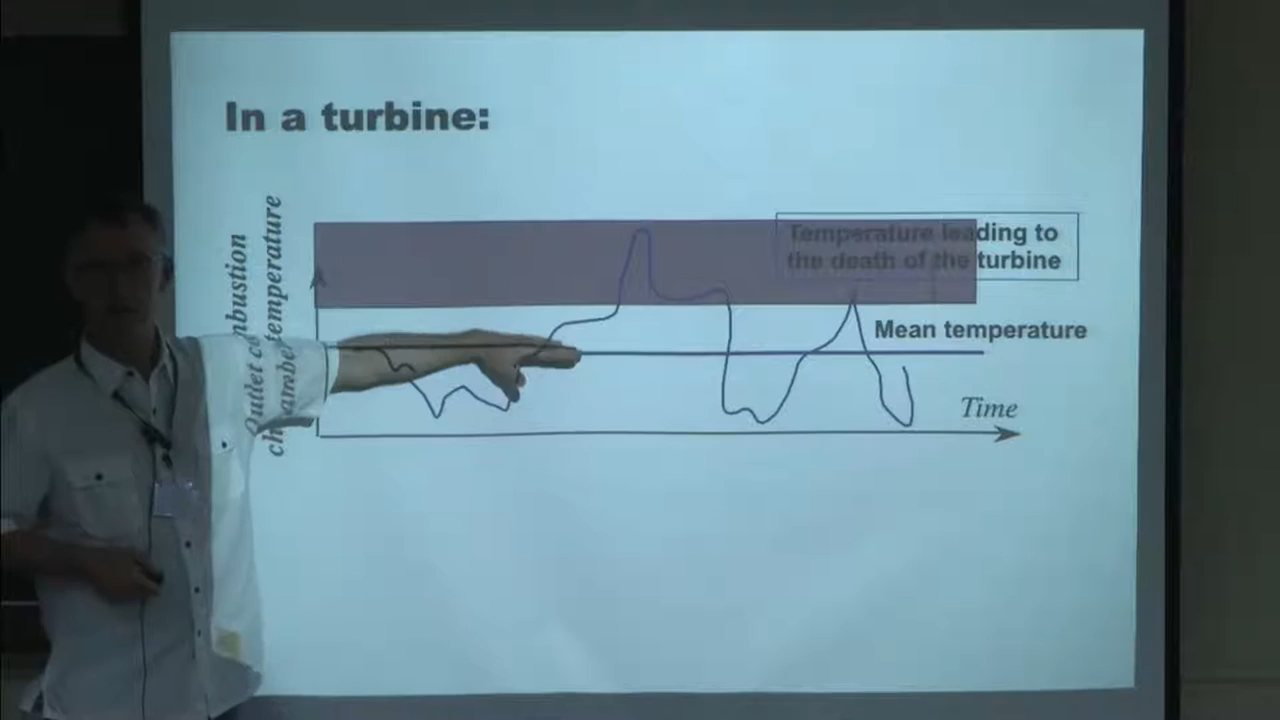 In a turbine:
Outlet combustion
chamber temperature
Temperature leading to
the death of the turbine
Mean temperature
Time